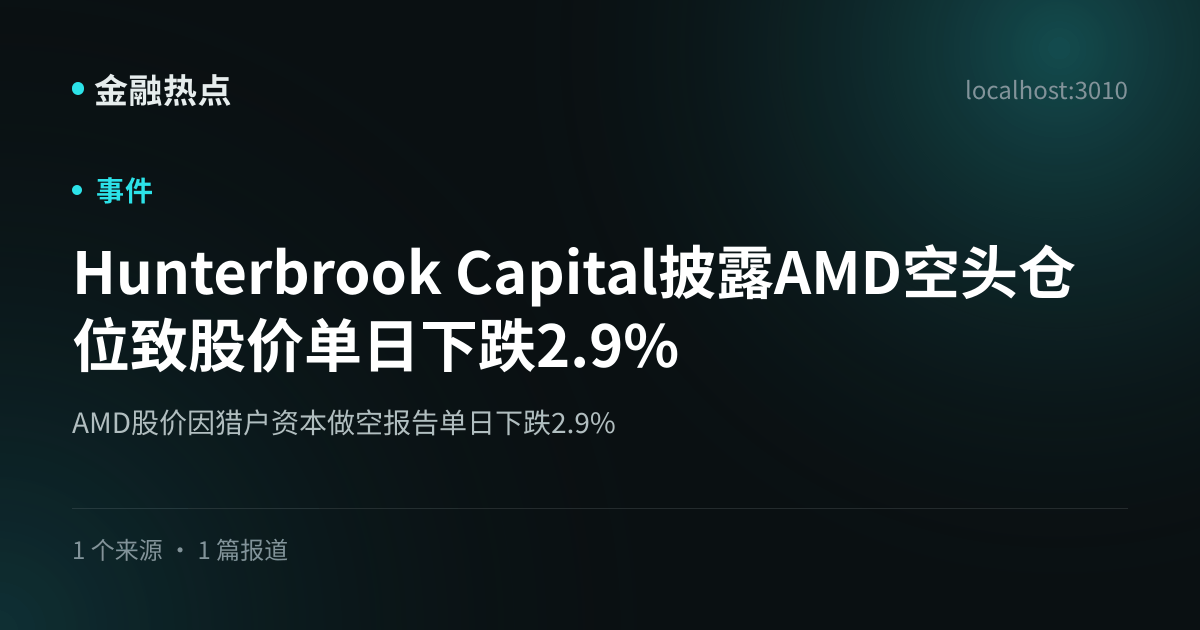 金融热点
localhost:3010
事件
Hunterbrook Capital披露AMD空头仓
位致股价单日下跌2.9%
AMD股价因猎户资本做空报告单日下跌2.9%
1 个来源 · 1 篇报道